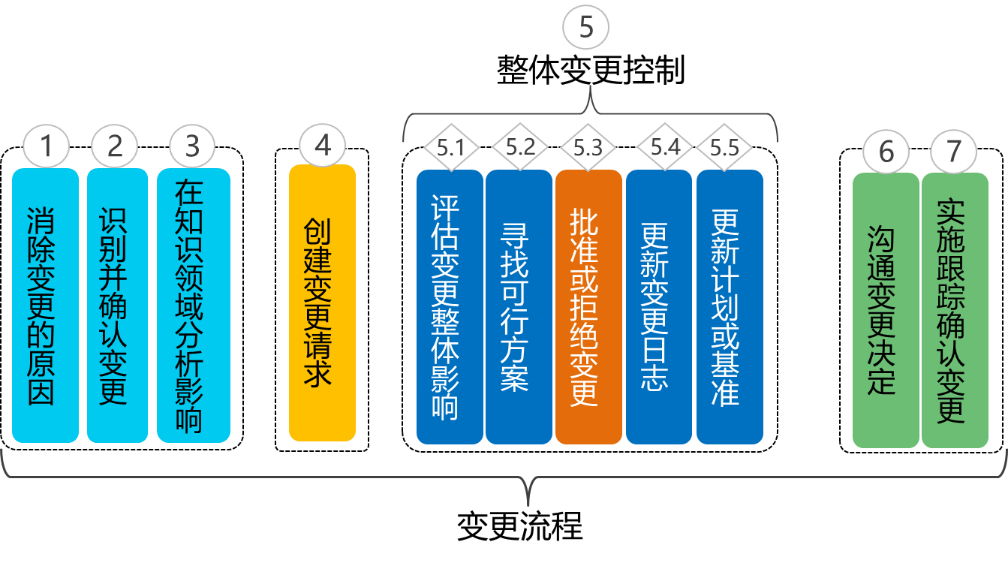 5
整体变更控制
1
消除变更的原因
2
识别并确认变更
3
在知识领域分析影响
4
创建变更请求
5.1
评估变更整体影响
5.2
寻找可行方案
5.3
批准或拒绝变更
5.4
更新变更日志
5.5
更新计划或基准
6
沟通变更决定
7
实施跟踪确认变更
变更流程